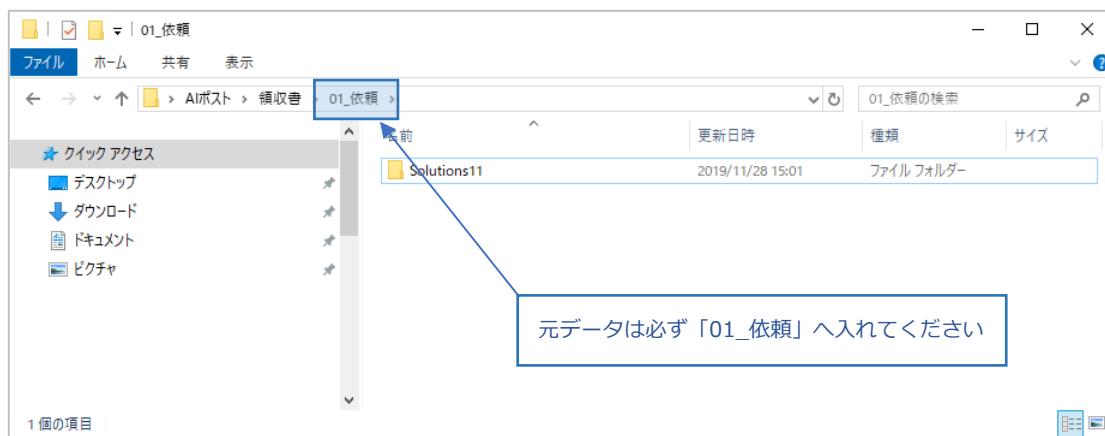 01_依頼
ファイル ホーム 共有 表示
AIポスト 領収書 01_依頼 01_依頼の検索
名前 更新日時 種類 サイズ
クイック アクセス
Solutions11 2019/11/28 15:01 ファイル フォルダー
デスクトップ
ダウンロード
ドキュメント
ピクチャ
元データは必ず「01_依頼」へ入れてください
1 個の項目